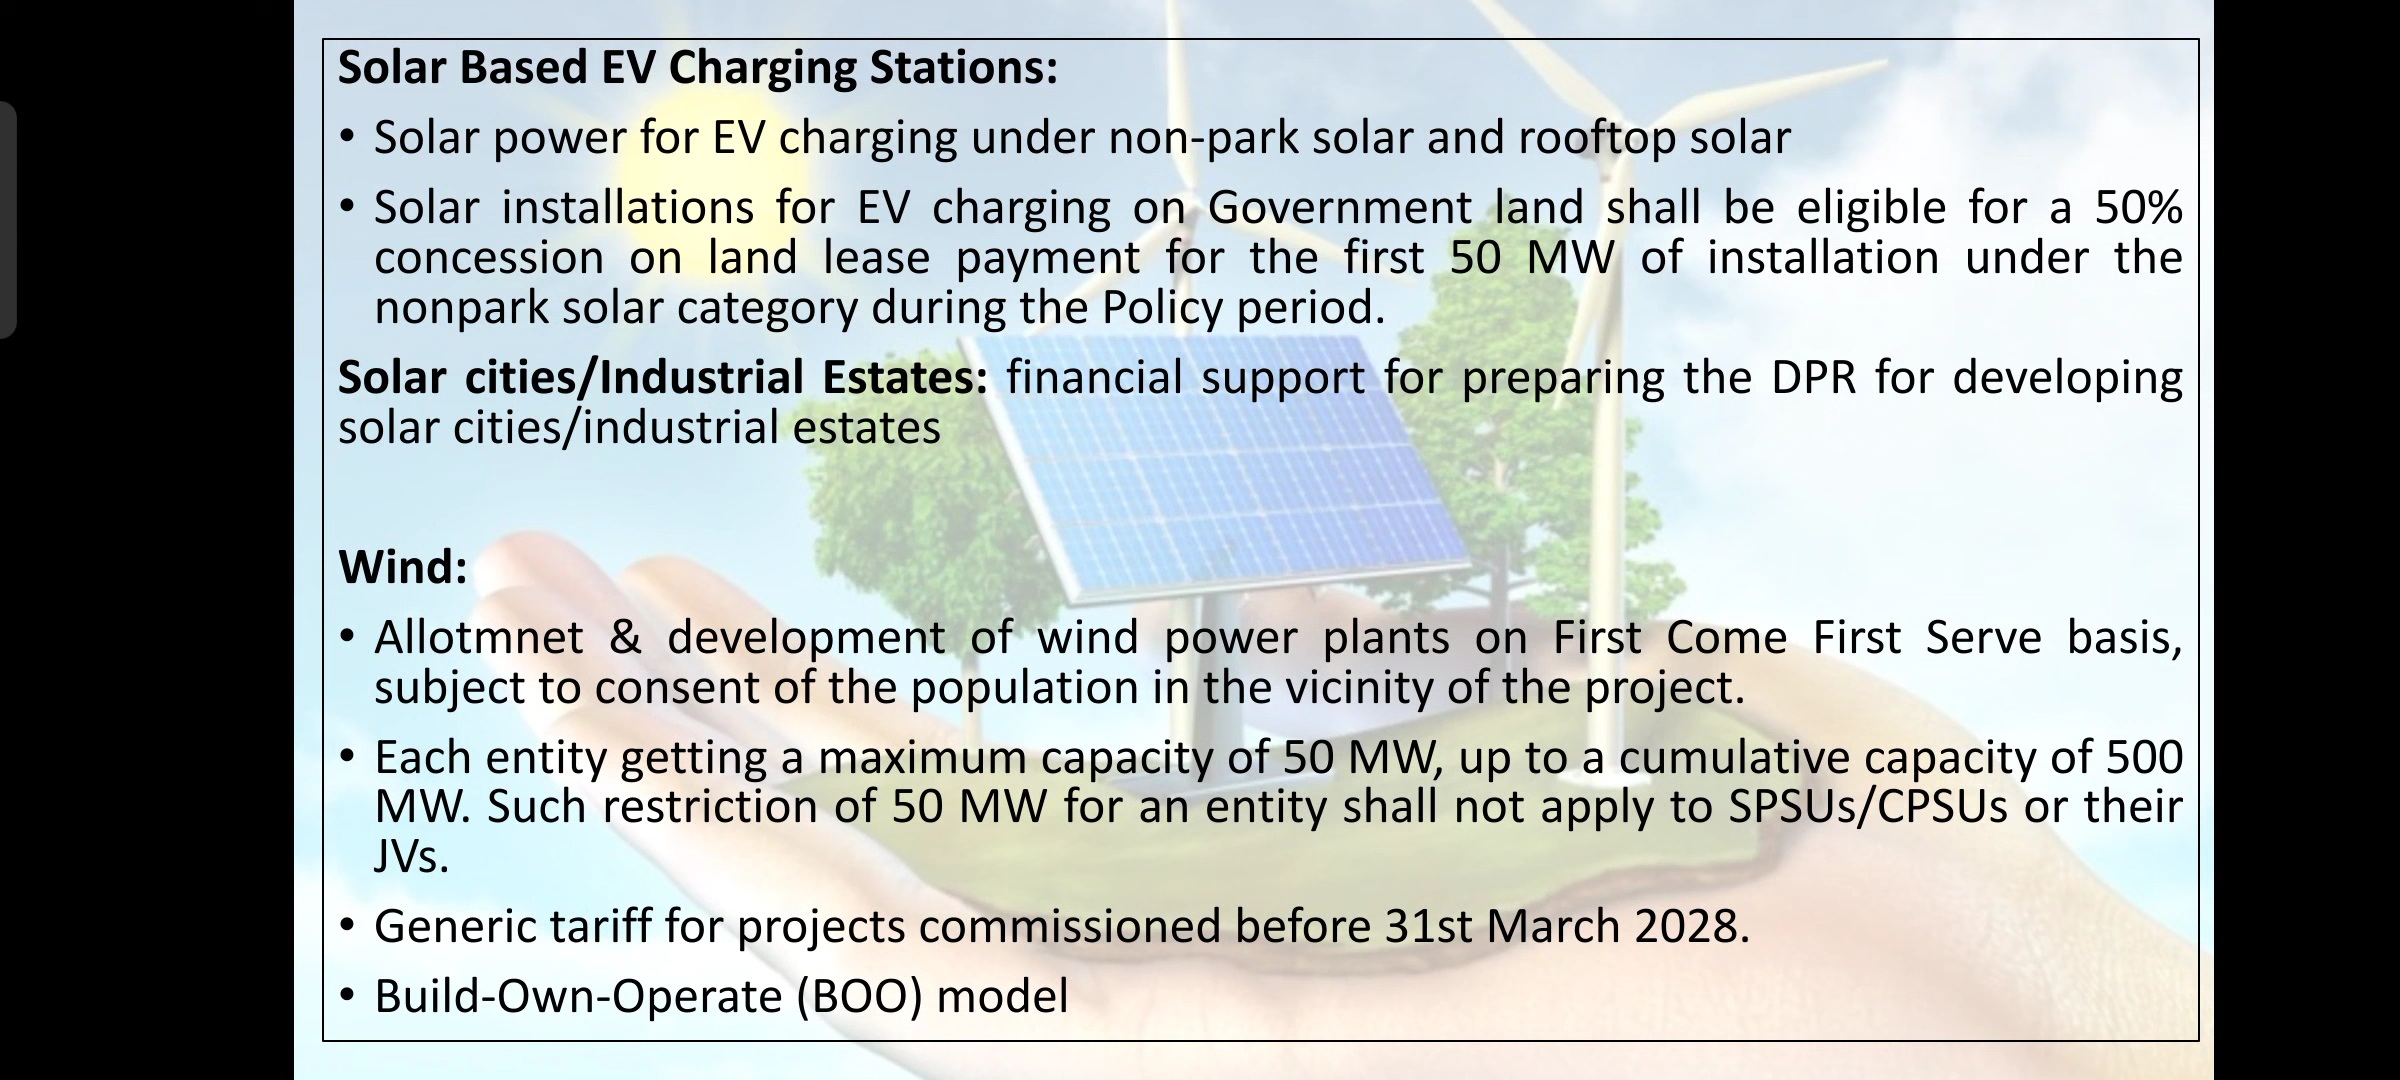 Solar Based EV Charging Stations:
• Solar power for EV charging under non-park solar and rooftop solar
• Solar installations for EV charging on Government land shall be eligible for a 50%
concession on land lease payment for the first 50 MW of installation under the
nonpark solar category during the Policy period.
Solar cities/Industrial Estates: financial support for preparing the DPR for developing
solar cities/industrial estates
Wind:
• Allotmnet & development of wind power plants on First Come First Serve basis,
subject to consent of the population in the vicinity of the project.
• Each entity getting a maximum capacity of 50 MW, up to a cumulative capacity of 500
MW. Such restriction of 50 MW for an entity shall not apply to SPSUs/CPSUs or their
JVs.
• Generic tariff for projects commissioned before 31st March 2028.
• Build-Own-Operate (BOO) model